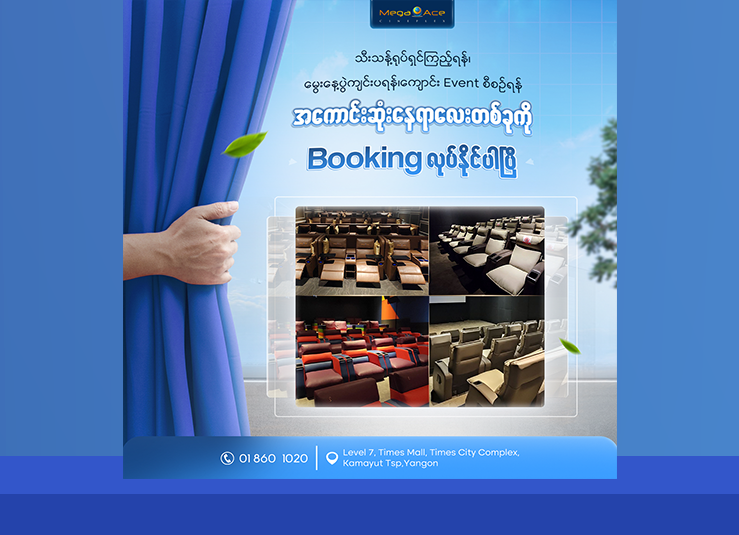 Mega Ace
CINEPLEX
သီးသန့်ရုပ်ရှင်ကြည့်ရန်၊
မွေးနေ့ပွဲကျင်းပရန်၊ကျောင်း Event စီစဉ်ရန်
အကောင်းဆုံးနေရာလေးတစ်ခုကို
Booking လုပ်နိုင်ပါပြီ
01 860 1020
Level 7, Times Mall, Times City Complex,
Kamayut Tsp,Yangon